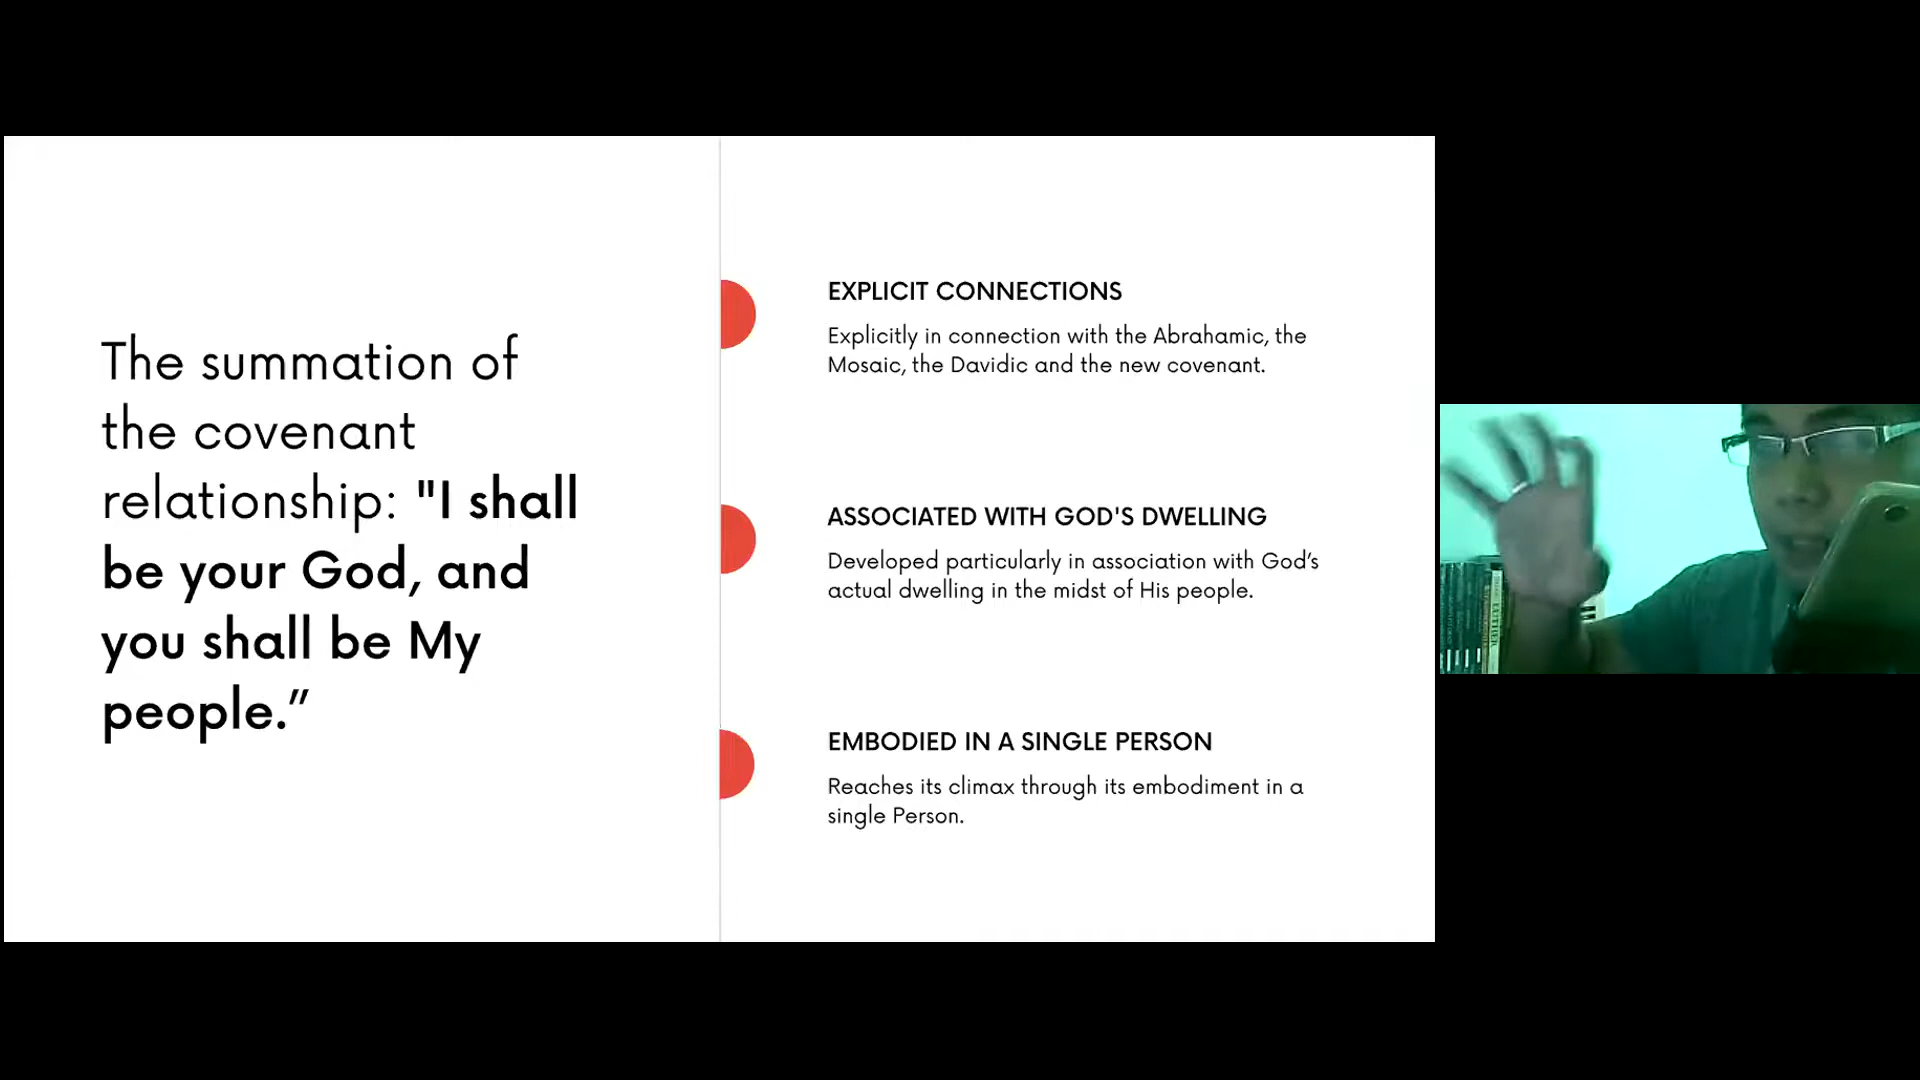 The summation of
the covenant
relationship: "I shall
be your God, and
you shall be My
people.”
EXPLICIT CONNECTIONS
Explicitly in connection with the Abrahamic, the
Mosaic, the Davidic and the new covenant.
ASSOCIATED WITH GOD'S DWELLING
Developed particularly in association with God’s
actual dwelling in the midst of His people.
EMBODIED IN A SINGLE PERSON
Reaches its climax through its embodiment in a
single Person.